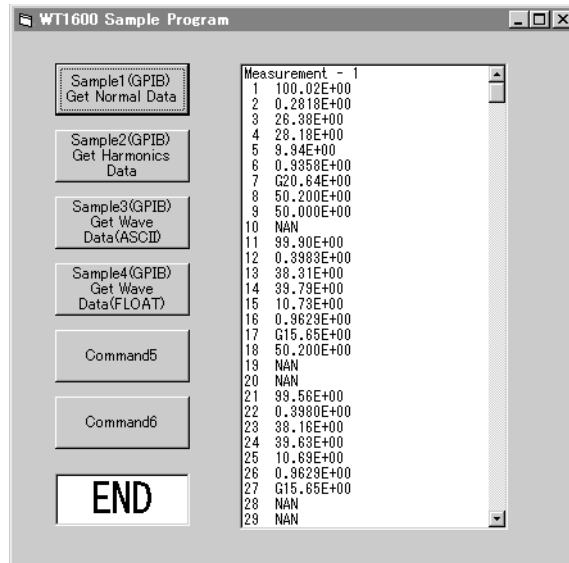 WT1600 Sample Program
Sample1(GPIB)
Get Normal Data
Sample2(GPIB)
Get Harmonics
Data
Sample3(GPIB)
Get Wave
Data(ASCII)
Sample4(GPIB)
Get Wave
Data(FLOAT)
Command5
Command6
END
Measurement - 1
1 100.02E+00
2 0.2818E+00
3 26.38E+00
4 28.18E+00
5 9.94E+00
6 0.9358E+00
7 G20.64E+00
8 50.200E+00
9 50.000E+00
10 NAN
11 99.90E+00
12 0.3983E+00
13 38.31E+00
14 39.79E+00
15 10.73E+00
16 0.9629E+00
17 G15.65E+00
18 50.200E+00
19 NAN
20 NAN
21 99.56E+00
22 0.3980E+00
23 38.16E+00
24 39.63E+00
25 10.69E+00
26 0.9629E+00
27 G15.65E+00
28 NAN
29 NAN